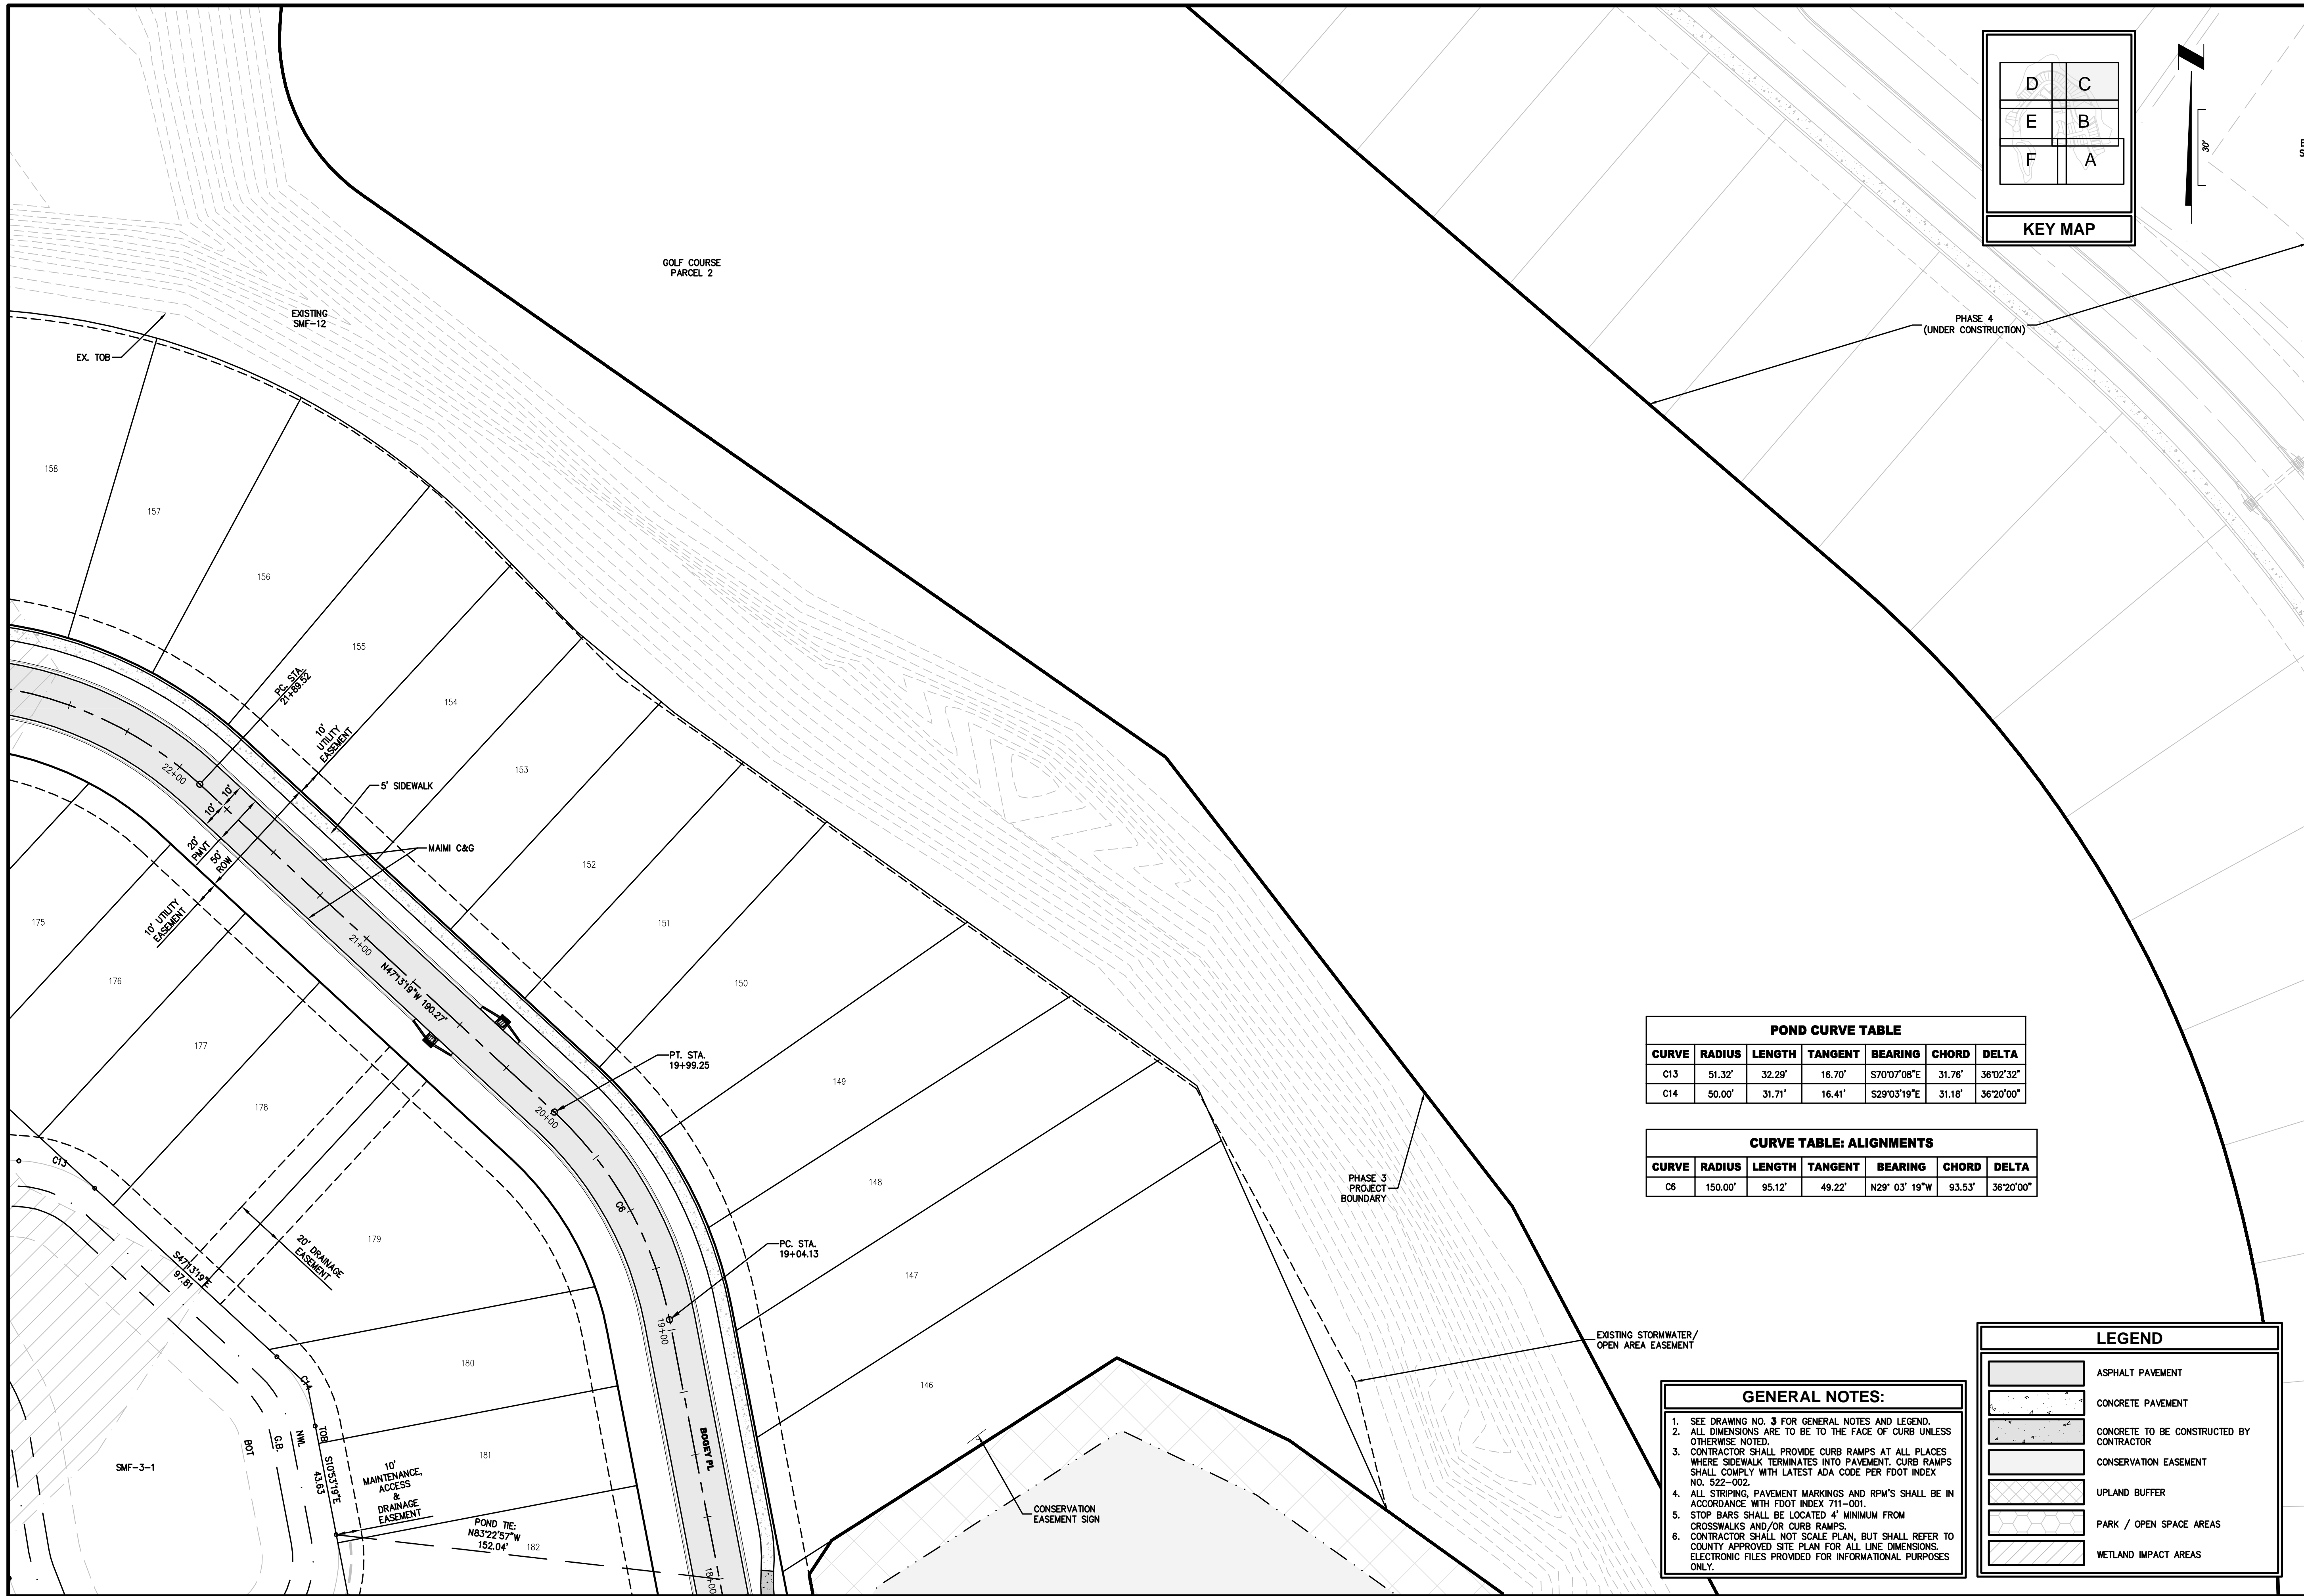 GOLF COURSE
PARCEL 2
EXISTING
SMF-12
EX. TOB
D
C
E
B
F
A
KEY MAP
30'
PHASE 4
(UNDER CONSTRUCTION)
158
157
156
155
154
153
152
151
150
149
148
147
146
PC. STA.
21+89.52
10'
UTILITY
EASEMENT
5' SIDEWALK
MAIMI C&G
22+00
10'
10'
20'
PMVT
50'
ROW
10' UTILITY
EASEMENT
21+00
N47°13'19"W 190.27'
PT. STA.
19+99.25
20+00
C6
PC. STA.
19+04.13
19+00
BOGEY PL
18+00
175
176
177
178
179
180
181
182
C13
S47°13'19"E
97.81
20' DRAINAGE
EASEMENT
C14
TOB
NWL
G.B.
BOT
S10°53'19"E
43.63
SMF-3-1
10'
MAINTENANCE,
ACCESS
&
DRAINAGE
EASEMENT
POND TIE:
N83°22'57"W
152.04'
CONSERVATION
EASEMENT SIGN
PHASE 3
PROJECT
BOUNDARY
EXISTING STORMWATER/
OPEN AREA EASEMENT
POND CURVE TABLE
CURVE RADIUS LENGTH TANGENT BEARING CHORD DELTA
C13 51.32' 32.29' 16.70' S70°07'08"E 31.76' 36°02'32"
C14 50.00' 31.71' 16.41' S29°03'19"E 31.18' 36°20'00"
CURVE TABLE: ALIGNMENTS
CURVE RADIUS LENGTH TANGENT BEARING CHORD DELTA
C6 150.00' 95.12' 49.22' N29° 03' 19"W 93.53' 36°20'00"
GENERAL NOTES:
1. SEE DRAWING NO. 3 FOR GENERAL NOTES AND LEGEND.
2. ALL DIMENSIONS ARE TO BE TO THE FACE OF CURB UNLESS
OTHERWISE NOTED.
3. CONTRACTOR SHALL PROVIDE CURB RAMPS AT ALL PLACES
WHERE SIDEWALK TERMINATES INTO PAVEMENT. CURB RAMPS
SHALL COMPLY WITH LATEST ADA CODE PER FDOT INDEX
NO. 522-002.
4. ALL STRIPING, PAVEMENT MARKINGS AND RPM'S SHALL BE IN
ACCORDANCE WITH FDOT INDEX 711-001.
5. STOP BARS SHALL BE LOCATED 4' MINIMUM FROM
CROSSWALKS AND/OR CURB RAMPS.
6. CONTRACTOR SHALL NOT SCALE PLAN, BUT SHALL REFER TO
COUNTY APPROVED SITE PLAN FOR ALL LINE DIMENSIONS.
ELECTRONIC FILES PROVIDED FOR INFORMATIONAL PURPOSES
ONLY.
LEGEND
ASPHALT PAVEMENT
CONCRETE PAVEMENT
CONCRETE TO BE CONSTRUCTED BY
CONTRACTOR
CONSERVATION EASEMENT
UPLAND BUFFER
PARK / OPEN SPACE AREAS
WETLAND IMPACT AREAS